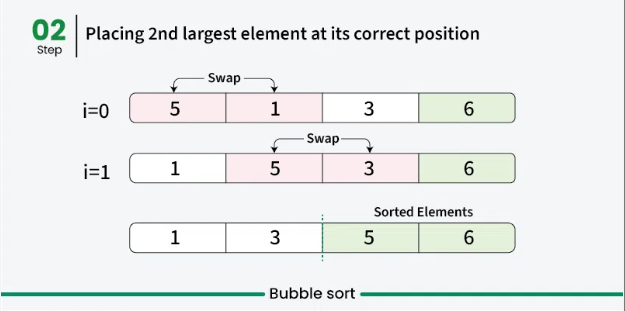 02
Step
Placing 2nd largest element at its correct position
Swap
i=0 5 1 3 6
Swap
i=1 1 5 3 6
Sorted Elements
1 3 5 6
Bubble sort